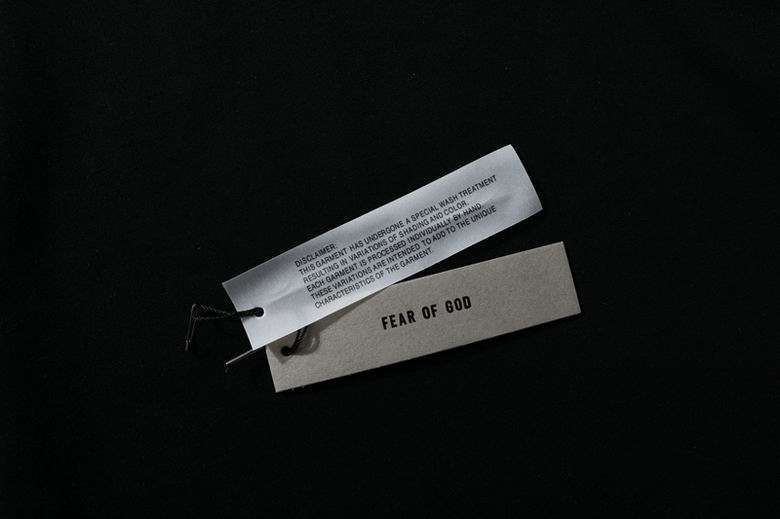 DISCLAIMER:
THIS GARMENT HAS UNDERGONE A SPECIAL WASH TREATMENT
RESULTING IN VARIATIONS OF SHADING AND COLOR.
EACH GARMENT IS PROCESSED INDIVIDUALLY BY HAND.
THESE VARIATIONS ARE INTENDED TO ADD TO THE UNIQUE
CHARACTERISTICS OF THE GARMENT.
FEAR OF GOD